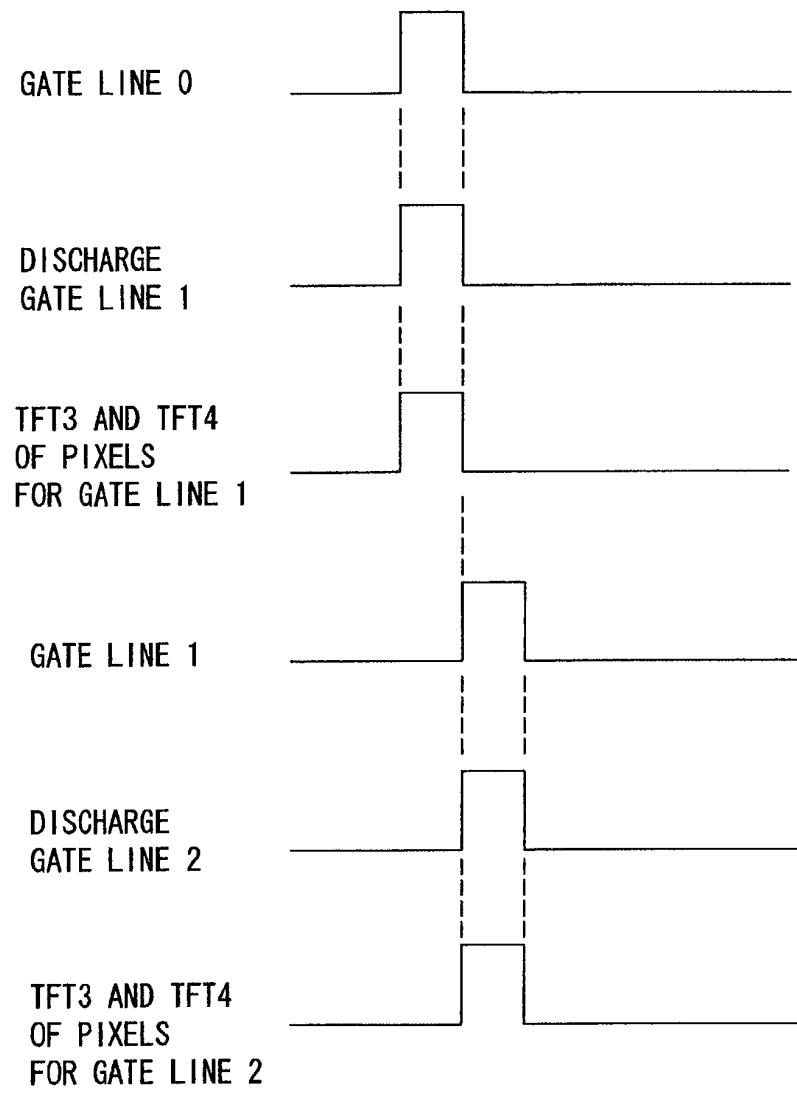 GATE LINE 0
DISCHARGE
GATE LINE 1
TFT3 AND TFT4
OF PIXELS
FOR GATE LINE 1
GATE LINE 1
DISCHARGE
GATE LINE 2
TFT3 AND TFT4
OF PIXELS
FOR GATE LINE 2